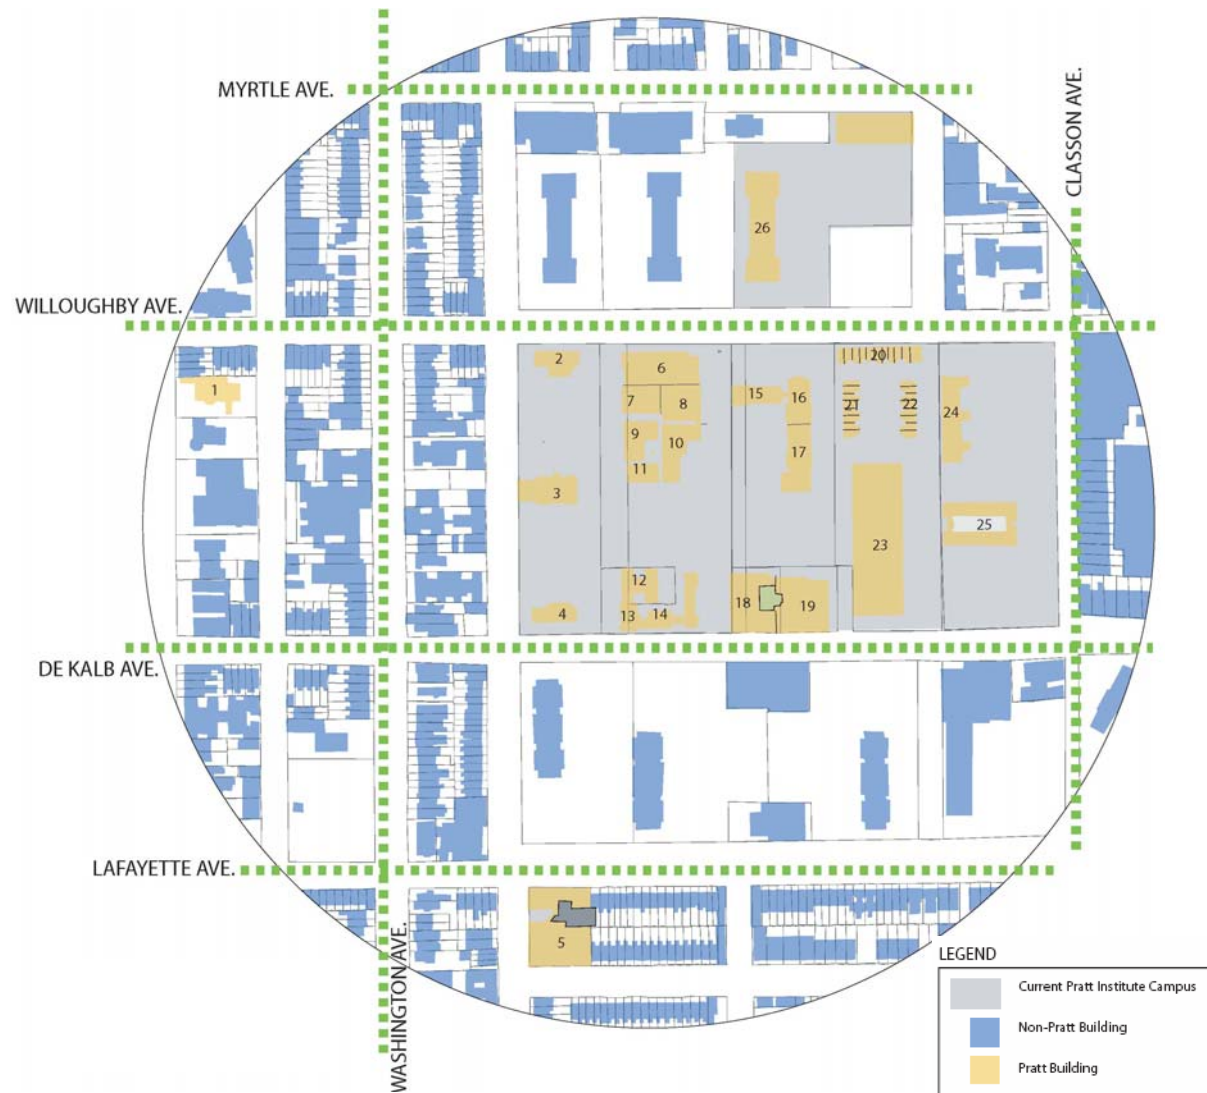 MYRTLE AVE.
CLASSON AVE.
26
WILLOUGHBY AVE.
2
6
20
1
15
16
7
8
21
22
24
9
10
17
11
3
25
23
12
18
19
4
13
14
DE KALB AVE.
LAFAYETTE AVE.
5
WASHINGTON AVE.
LEGEND
Current Pratt Institute Campus
Non-Pratt Building
Pratt Building